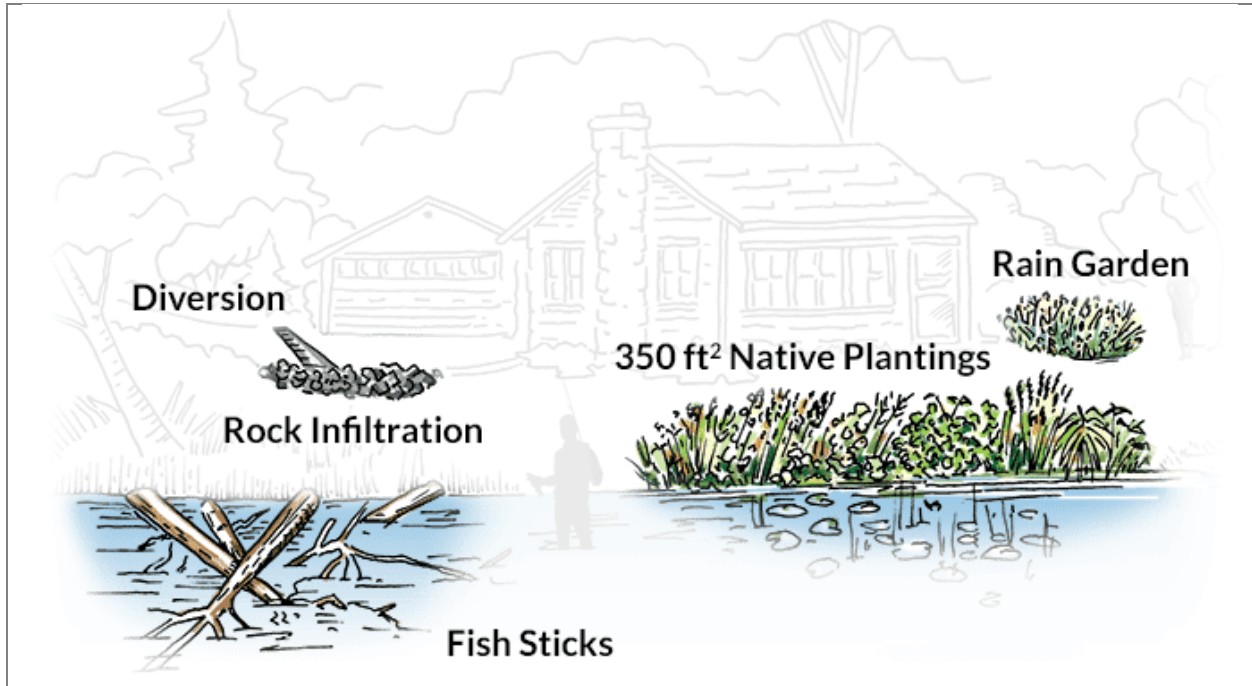 Rain Garden
Diversion
350 ft² Native Plantings
Rock Infiltration
Fish Sticks